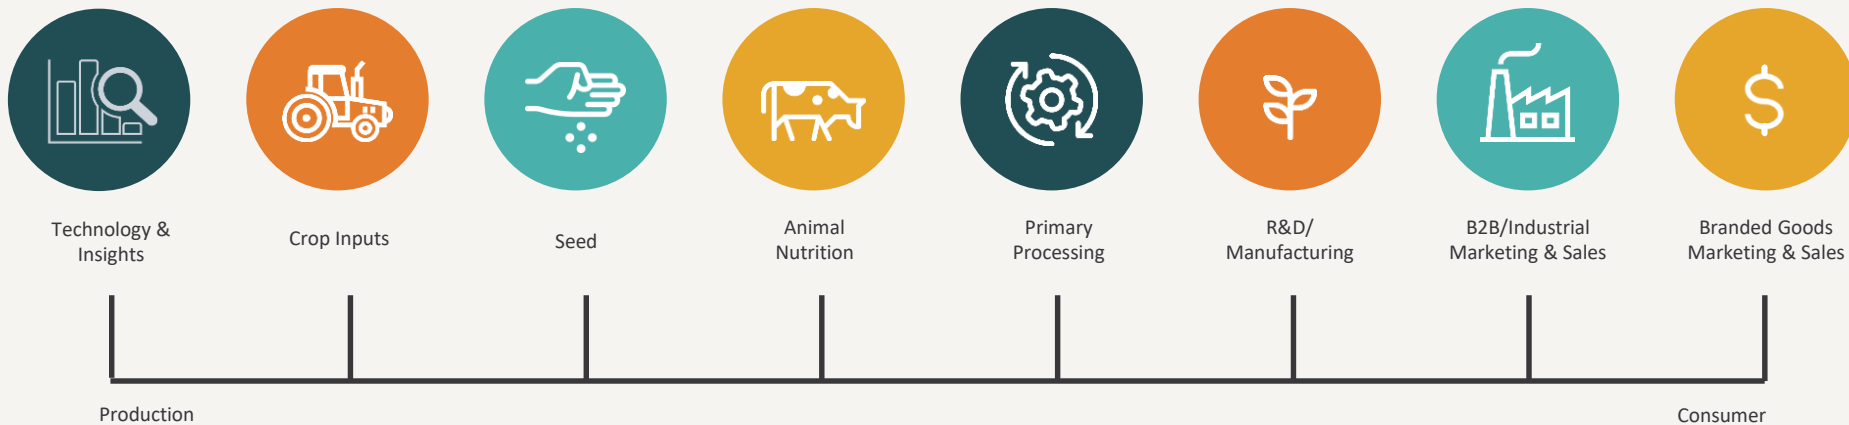 Technology &
Insights
Crop Inputs
Seed
Animal
Nutrition
Primary
Processing
R&D/
Manufacturing
B2B/Industrial
Marketing & Sales
$
Branded Goods
Marketing & Sales
Production
Consumer